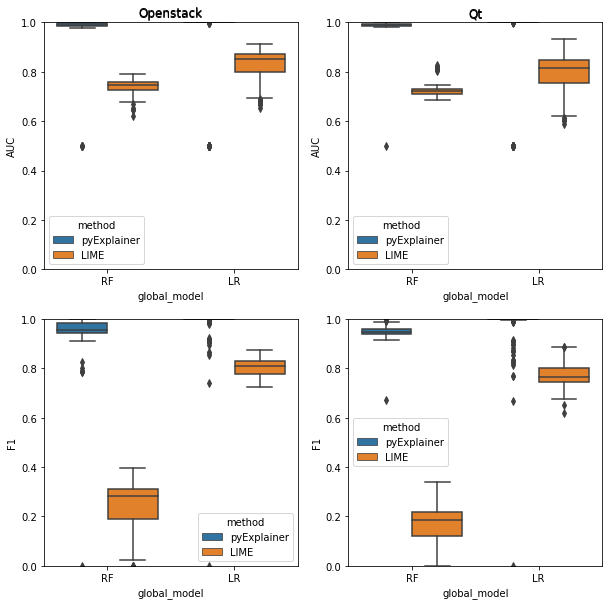 Openstack
1.0
0.8
0.6
0.4
0.2
0.0
AUC
method
pyExplainer
LIME
RF LR
global_model
Qt
1.0
0.8
0.6
0.4
0.2
0.0
AUC
method
pyExplainer
LIME
RF LR
global_model
1.0
0.8
0.6
0.4
0.2
0.0
F1
method
pyExplainer
LIME
RF LR
global_model
1.0
0.8
0.6
0.4
0.2
0.0
F1
method
pyExplainer
LIME
RF LR
global_model